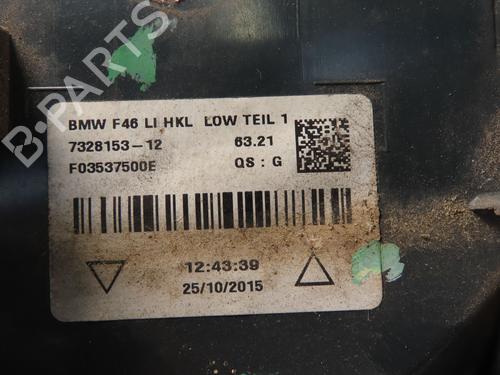 BMW F46 LI HKL LOW TEIL 1
7328153-12 63.21
F03537500E QS : G
12:43:39
25/10/2015
B-PARTS